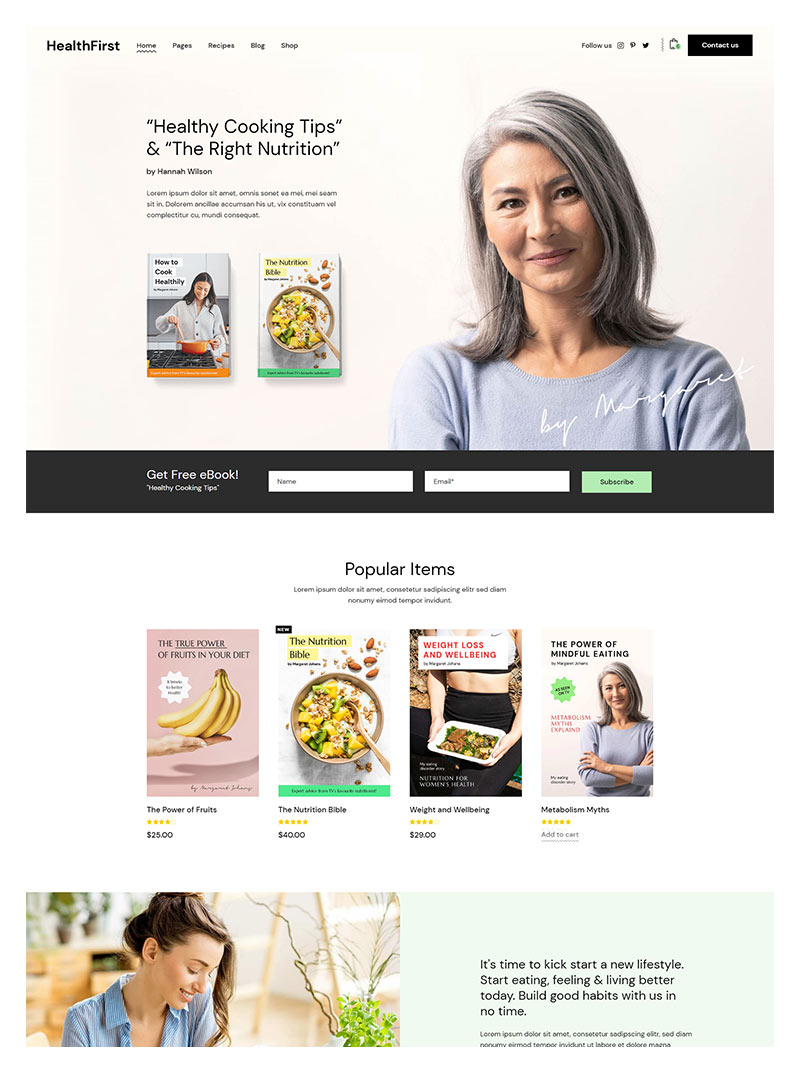 HealthFirst
Home Pages Recipes Blog Shop
Follow us
Contact us
“Healthy Cooking Tips”
& “The Right Nutrition”
by Hannah Wilson
Lorem ipsum dolor sit amet, omnis sonet ea mei, mei seam
sit in. Dolorem ancillae accumsan his ut, vix constituam vel
complectitur cu, mundi consequat.
How to
Cook
Healthily
by Margaret Johans
Expert advice from TV's favourite nutritionist!
The Nutrition
Bible
by Margaret Johans
Expert advice from TV's favourite nutritionist!
by Margaret
Get Free eBook!
"Healthy Cooking Tips"
Name
Email*
Subscribe
Popular Items
Lorem ipsum dolor sit amet, consetetur sadipiscing elitr sed diam
nonumy eimod tempor invidunt.
THE TRUE POWER
OF FRUITS IN YOUR DIET
to better
Health!
by Margaret Johans
The Power of Fruits
$25.00
NEW
The Nutrition
Bible
by Margaret Johans
Expert advice from TV's favourite nutritionist!
The Nutrition Bible
$40.00
WEIGHT LOSS
AND WELLBEING
by Margaret Johans
My eating
disorder story
NUTRITION FOR
WOMEN'S HEALTH
Weight and Wellbeing
$29.00
THE POWER OF
MINDFUL EAITING
by Margaret Johans
AS SEEN
ON TV
METABOLISM
MYTHS
EXPLAIND
My eating
disorder story
Metabolism Myths
Add to cart
It's time to kick start a new lifestyle.
Start eating, feeling & living better
today. Build good habits with us in
no time.
Lorem ipsum dolor sit amet, consetetur sadipscing elitr, sed diam
nonumy eirmod tempor invidunt ut labore et dolore magna